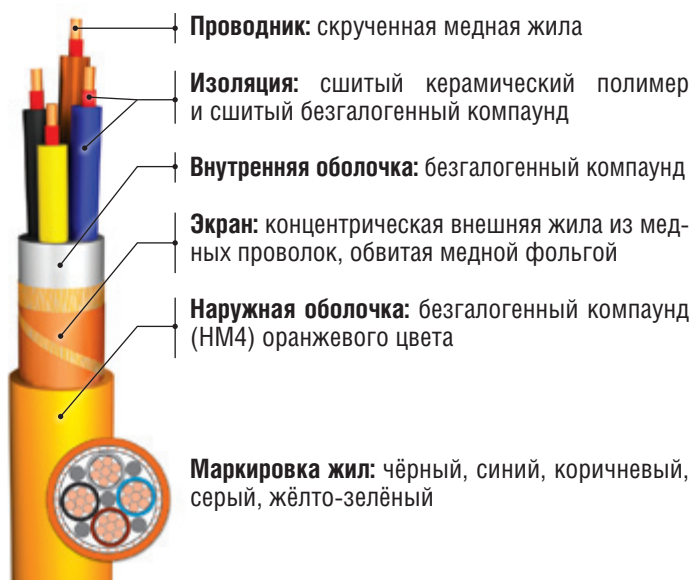 Проводник: скрученная медная жила
Изоляция: сшитый керамический полимер
и сшитый безгалогенный компаунд
Внутренняя оболочка: безгалогенный компаунд
Экран: концентрическая внешняя жила из мед-
ных проволок, обвитая медной фольгой
Наружная оболочка: безгалогенный компаунд
(HM4) оранжевого цвета
Маркировка жил: чёрный, синий, коричневый,
серый, жёлто-зелёный